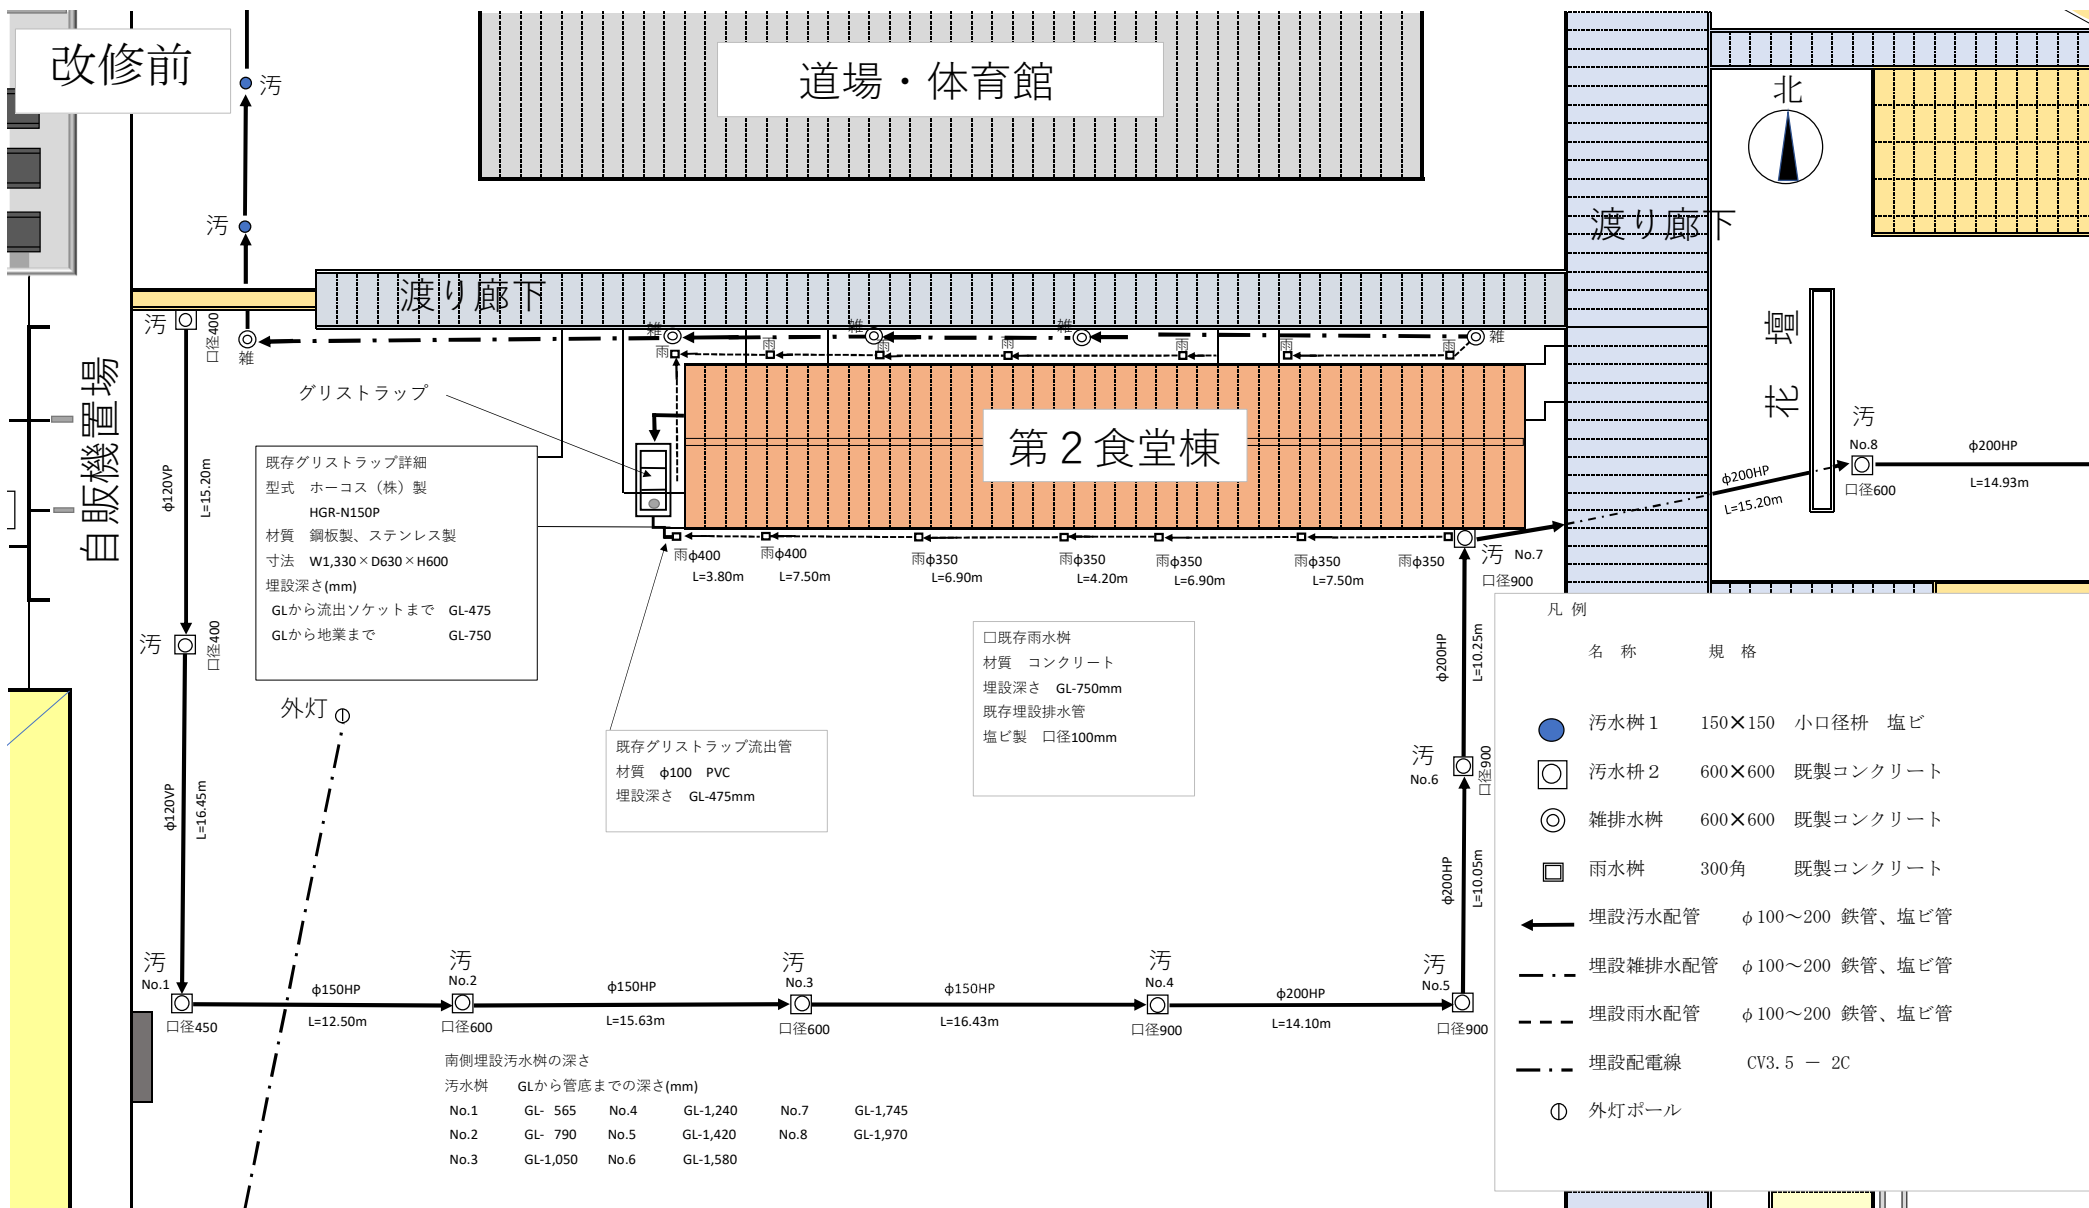 改修前
道場・体育館
北
汚
汚
渡り廊下
渡り廊下
汚
口径400
雑
雑
雑
雑
雑
雨
雨
雨
雨
雨
雨
雨
自販機置場
グリストラップ
第２食堂棟
花壇
汚
No.8
口径600
φ200HP
L=14.93m
φ200HP
L=15.20m
既存グリストラップ詳細
型式　ホーコス（株）製
HGR-N150P
材質　鋼板製、ステンレス製
寸法　W1,330×D630×H600
埋設深さ(mm)
GLから流出ソケットまで　GL-475
GLから地業まで　GL-750
φ120VP
L=15.20m
雨φ400
L=3.80m
雨φ400
L=7.50m
雨φ350
L=6.90m
雨φ350
L=4.20m
雨φ350
L=6.90m
雨φ350
L=7.50m
雨φ350
汚 No.7
口径900
汚
口径400
外灯
既存グリストラップ流出管
材質　φ100　PVC
埋設深さ　GL-475mm
□既存雨水桝
材質　コンクリート
埋設深さ　GL-750mm
既存埋設排水管
塩ビ製　口径100mm
φ200HP
L=10.25m
汚
No.6
口径900
φ200HP
L=10.05m
φ120VP
L=16.45m
汚
No.1
口径450
φ150HP
L=12.50m
汚
No.2
口径600
φ150HP
L=15.63m
汚
No.3
口径600
φ150HP
L=16.43m
汚
No.4
口径900
φ200HP
L=14.10m
汚
No.5
口径900
南側埋設汚水桝の深さ
汚水桝　GLから管底までの深さ(mm)
No.1　GL- 565　No.4　GL-1,240　No.7　GL-1,745
No.2　GL- 790　No.5　GL-1,420　No.8　GL-1,970
No.3　GL-1,050　No.6　GL-1,580
凡 例
名 称　規 格
汚水桝１　150×150　小口径枡　塩ビ
汚水枡２　600×600　既製コンクリート
雑排水桝　600×600　既製コンクリート
雨水桝　300角　既製コンクリート
埋設汚水配管　φ100～200 鉄管、塩ビ管
埋設雑排水配管　φ100～200 鉄管、塩ビ管
埋設雨水配管　φ100～200 鉄管、塩ビ管
埋設配電線　CV3.5 － 2C
外灯ポール